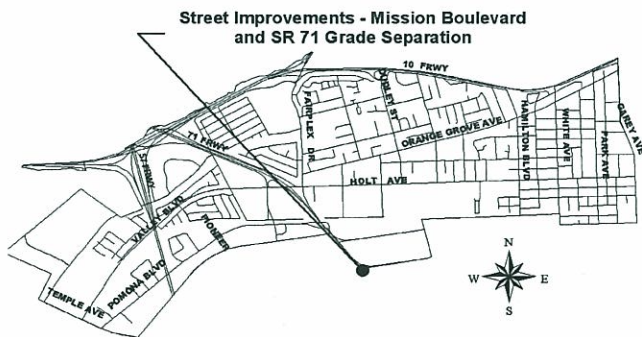 Street Improvements - Mission Boulevard
and SR 71 Grade Separation
10 FRWY
DUDLEY ST
FAIRPLEX DR.
71 FRWY
ORANGE GROVE AVE
HAMILTON BLVD
WHITE AVE
PARK AVE
GAREY AVE
57 FRWY
HOLT AVE
VALLEY BLVD
PIONEER
POMONA BLVD
TEMPLE AVE
N
W E
S